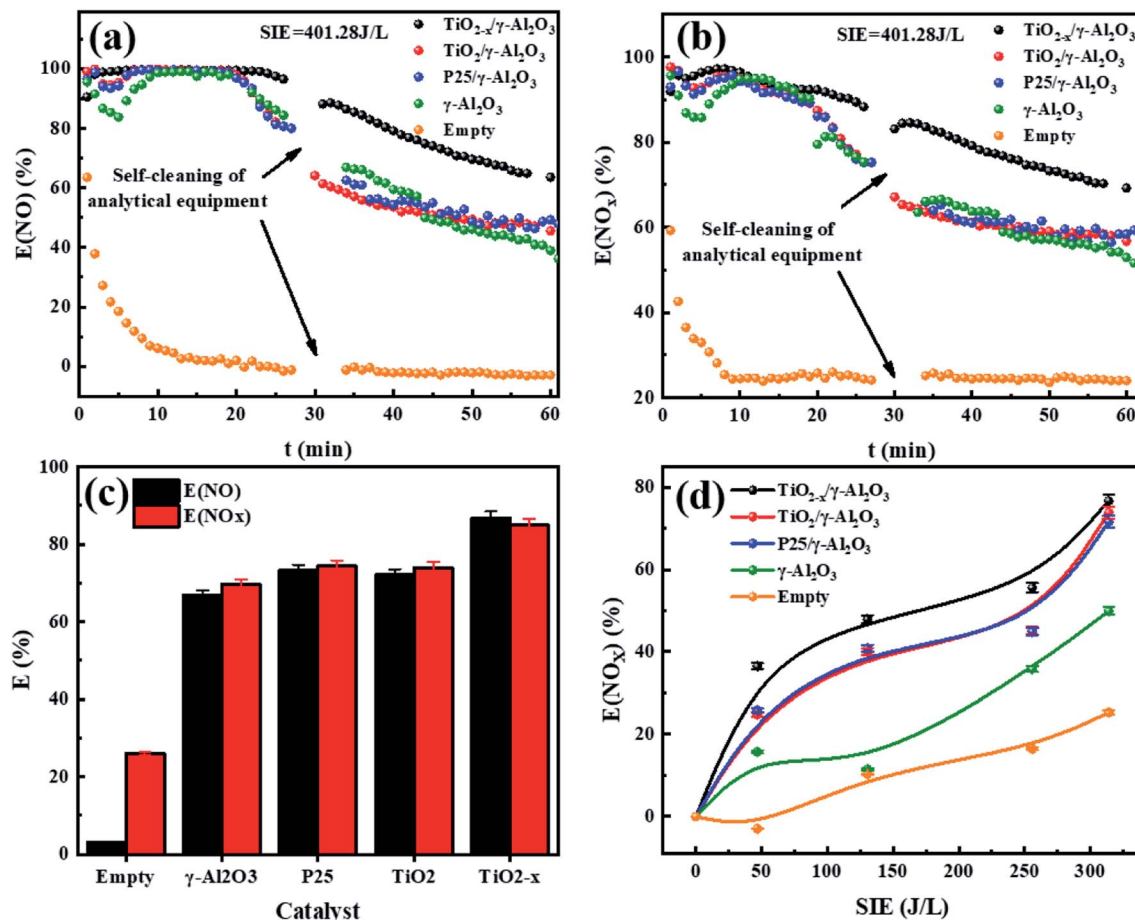 (a)
SIE=401.28J/L
TiO₂₋ₓ/γ-Al₂O₃
TiO₂/γ-Al₂O₃
P25/γ-Al₂O₃
γ-Al₂O₃
Empty
Self-cleaning of
analytical equipment
E(NO) (%)
120
100
80
60
40
20
0
-10
0 10 20 30 40 50 60
t (min)
(b)
SIE=401.28J/L
TiO₂₋ₓ/γ-Al₂O₃
TiO₂/γ-Al₂O₃
P25/γ-Al₂O₃
γ-Al₂O₃
Empty
Self-cleaning of
analytical equipment
E(NOₓ) (%)
100
80
60
40
20
0 10 20 30 40 50 60
t (min)
(c)
E(NO)
E(NOx)
E (%)
100
80
60
40
20
0
Empty γ-Al2O3 P25 TiO2 TiO2-x
Catalyst
(d)
TiO₂₋ₓ/γ-Al₂O₃
TiO₂/γ-Al₂O₃
P25/γ-Al₂O₃
γ-Al₂O₃
Empty
E(NOₓ) (%)
80
60
40
20
0
0 50 100 150 200 250 300
SIE (J/L)